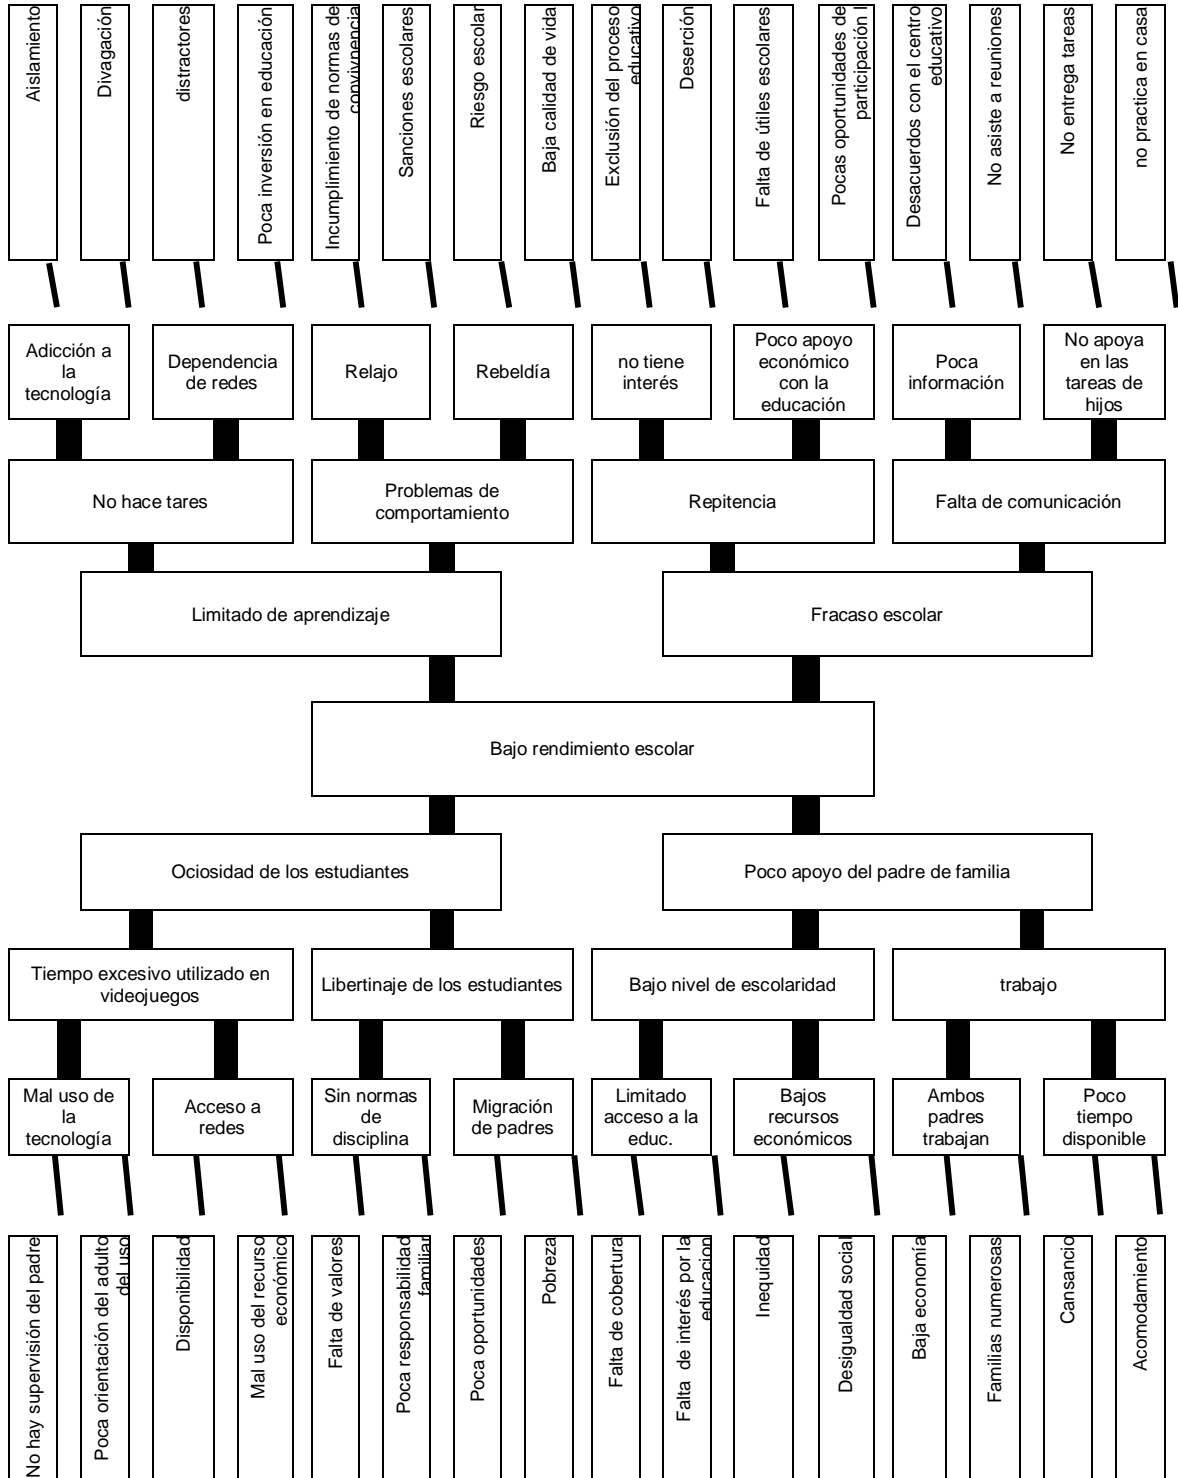 Aislamiento
Divagación
distractores
Poca inversión en educación
Incumplimiento de normas de
convivnencia
Sanciones escolares
Riesgo escolar
Baja calidad de vida
Exclusión del proceso
educativo
Deserción
Falta de útiles escolares
Pocas oportunidades de
participación l
Desacuerdos con el centro
educativo
No asiste a reuniones
No entrega tareas
no practica en casa
Adicción a
la
tecnología
Dependencia
de redes
Relajo
Rebeldía
no tiene
interés
Poco apoyo
económico
con la
educación
Poca
información
No apoya
en las
tareas de
hijos
No hace tares
Problemas de
comportamiento
Repitencia
Falta de comunicación
Limitado de aprendizaje
Fracaso escolar
Bajo rendimiento escolar
Ociosidad de los estudiantes
Poco apoyo del padre de familia
Tiempo excesivo utilizado en
videojuegos
Libertinaje de los estudiantes
Bajo nivel de escolaridad
trabajo
Mal uso de
la
tecnología
Acceso a
redes
Sin normas
de
disciplina
Migración
de padres
Limitado
acceso a la
educ.
Bajos
recursos
económicos
Ambos
padres
trabajan
Poco
tiempo
disponible
No hay supervisión del padre
Poca orientación del adulto
del uso
Disponibilidad
Mal uso del recurso
económico
Falta de valores
Poca responsabilidad
familiar
Poca oportunidades
Pobreza
Falta de cobertura
Falta  de interés por la
educacion
Inequidad
Desigualdad social
Baja economía
Familias numerosas
Cansancio
Acomodamiento